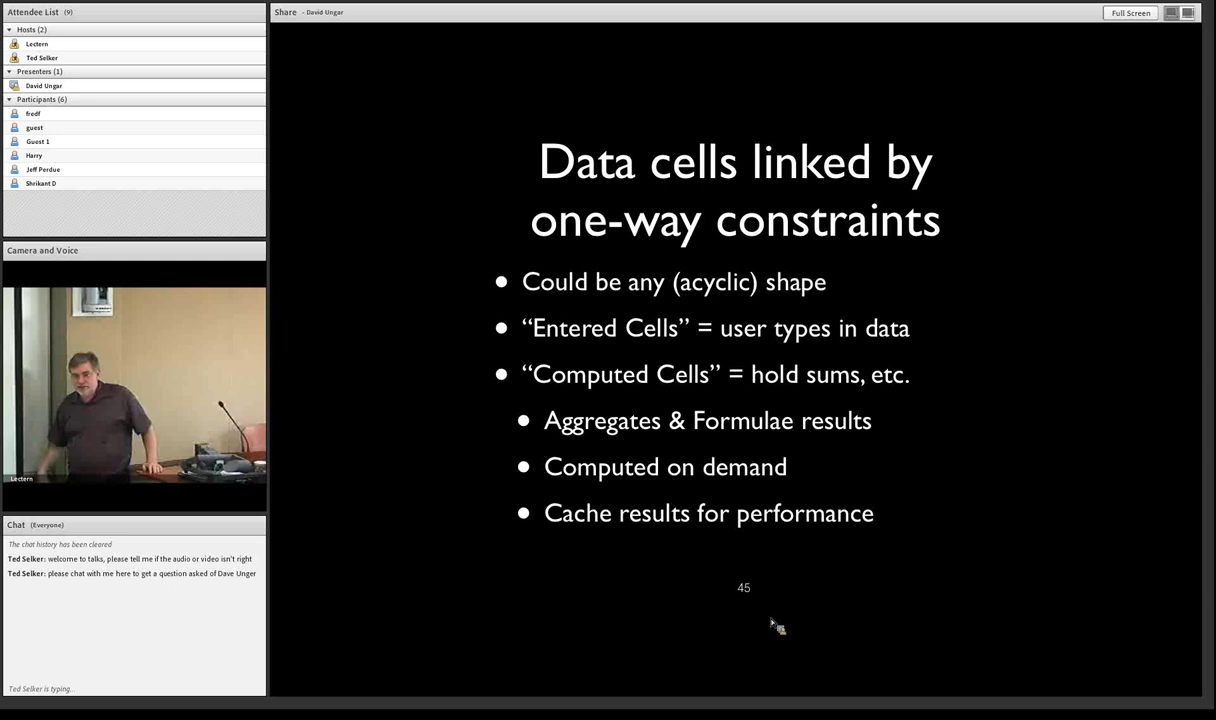 Attendee List (9)
Hosts (2)
Lectern
Ted Selker
Presenters (1)
David Ungar
Participants (6)
fredf
guest
Guest 1
Harry
Jeff Perdue
Shrikant D
Camera and Voice
Lectern
Chat (Everyone)
The chat history has been cleared
Ted Selker: welcome to talks, please tell me if the audio or video isn't right
Ted Selker: please chat with me here to get a question asked of Dave Unger
Ted Selker is typing...
Share - David Ungar
Full Screen
Data cells linked by
one-way constraints
• Could be any (acyclic) shape
• “Entered Cells” = user types in data
• “Computed Cells” = hold sums, etc.
• Aggregates & Formulae results
• Computed on demand
• Cache results for performance
45